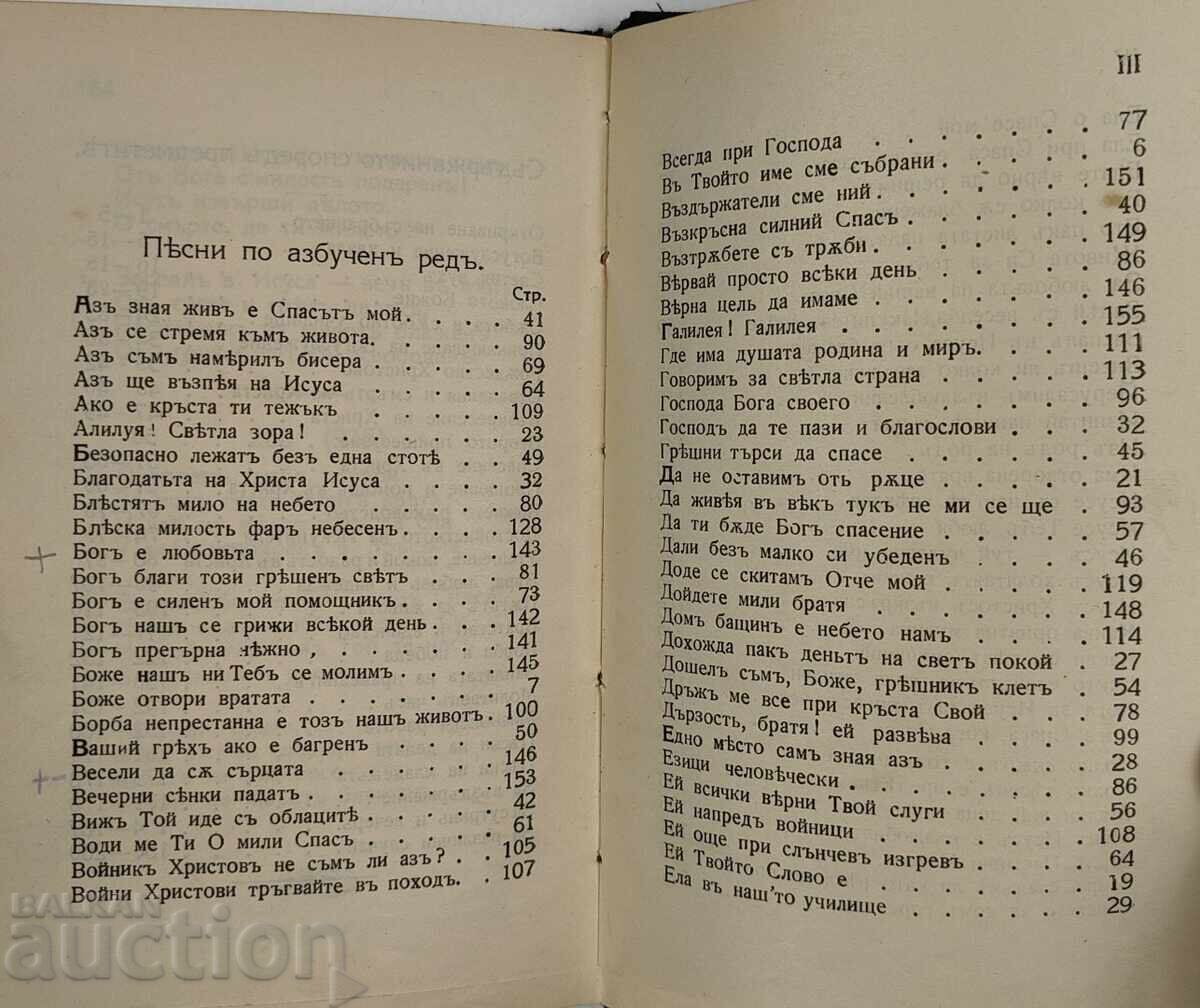 Пѣсни по азбученъ редъ.
Стр.
Азъ зная живъ е Спасътъ мой . . . . 41
Азъ се стремя къмъ живота. . . . . 90
Азъ съмъ намѣрилъ бисера . . . . . 69
Азъ ще възпѣя на Исуса . . . . . 64
Ако е кръста ти тежъкъ . . . . . 109
Алилуя! Свѣтла зора! . . . . . . 23
Безопасно лежатъ безъ една стотѣ . . 49
Благодатьта на Христа Исуса . . . . 32
Блѣстятъ мило на небето . . . . . 80
Блѣска милость фаръ небесенъ . . . . 128
Богъ е любовьта . . . . . . . . 143
Богъ благи този грѣшенъ свѣтъ . . . . 81
Богъ е силенъ мой помощникъ . . . . 73
Богъ нашъ се грижи всѣкой день . . . 142
Богъ прегърна нѣжно . . . . . . 141
Боже нашъ ни Тебъ се молимъ . . . . 145
Боже отвори вратата . . . . . . . 7
Борба непрестанна е тозъ нашъ животъ . 100
Ваший грѣхъ ако е багренъ . . . . 50
Весели да сѫ сърцата . . . . . . 146
Вечерни сѣнки падатъ . . . . . . 153
Вижъ Той иде съ облацитѣ . . . . . 42
Води ме Ти О мили Спасъ . . . . . 61
Войникъ Христовъ не съмъ ли азъ? . . 105
Войни Христови тръгвайте въ походъ. . 107
III
Всегда при Господа . . . . . . . 77
Въ Твойто име сме събрани . . . . . 6
Въздържатели сме ний . . . . . . 151
Възкръсна силний Спасъ . . . . . . 40
Възтрѫбете съ трѫби . . . . . . 149
Вѣрвай просто всѣки день . . . . . 86
Вѣрна цель да имаме . . . . . . 146
Галилея! Галилея . . . . . . . . 155
Где има душата родина и миръ. . . . 111
Говоримъ за свѣтла страна . . . . . 113
Господа Бога своего . . . . . . . 96
Господъ да те пази и благослови . . . 32
Грѣшни търси да спасе . . . . . . 45
Да не оставим отъ рѫце . . . . . 21
Да живѣя въ вѣкъ тукъ не ми се ще . 93
Да ти бѫде Богъ спасение . . . . . 57
Дали безъ малко си убеденъ . . . . 46
Доде се скитамъ Отче мой . . . . . 119
Дойдете мили братя . . . . . . . 148
Домъ бащинъ е небето намъ . . . . 114
Дохожда пакъ деньтъ на светъ покой . 27
Дошелъ съмъ, Боже, грѣшникъ клетъ . 54
Дръжъ ме все при кръста Свой . . . 78
Дързость, братя! ей развѣва . . . . 99
Едно мѣсто самъ зная азъ . . . . . 28
Езици человѣчески . . . . . . . . 86
Ей всички вѣрни Твой слуги . . . . 56
Ей напредъ войници . . . . . . . 108
Ей още при слънчевъ изгревъ . . . . 64
Ей Твойто Слово е . . . . . . . 19
Ела въ наш'то училище . . . . . . 29
BALKAN
auction